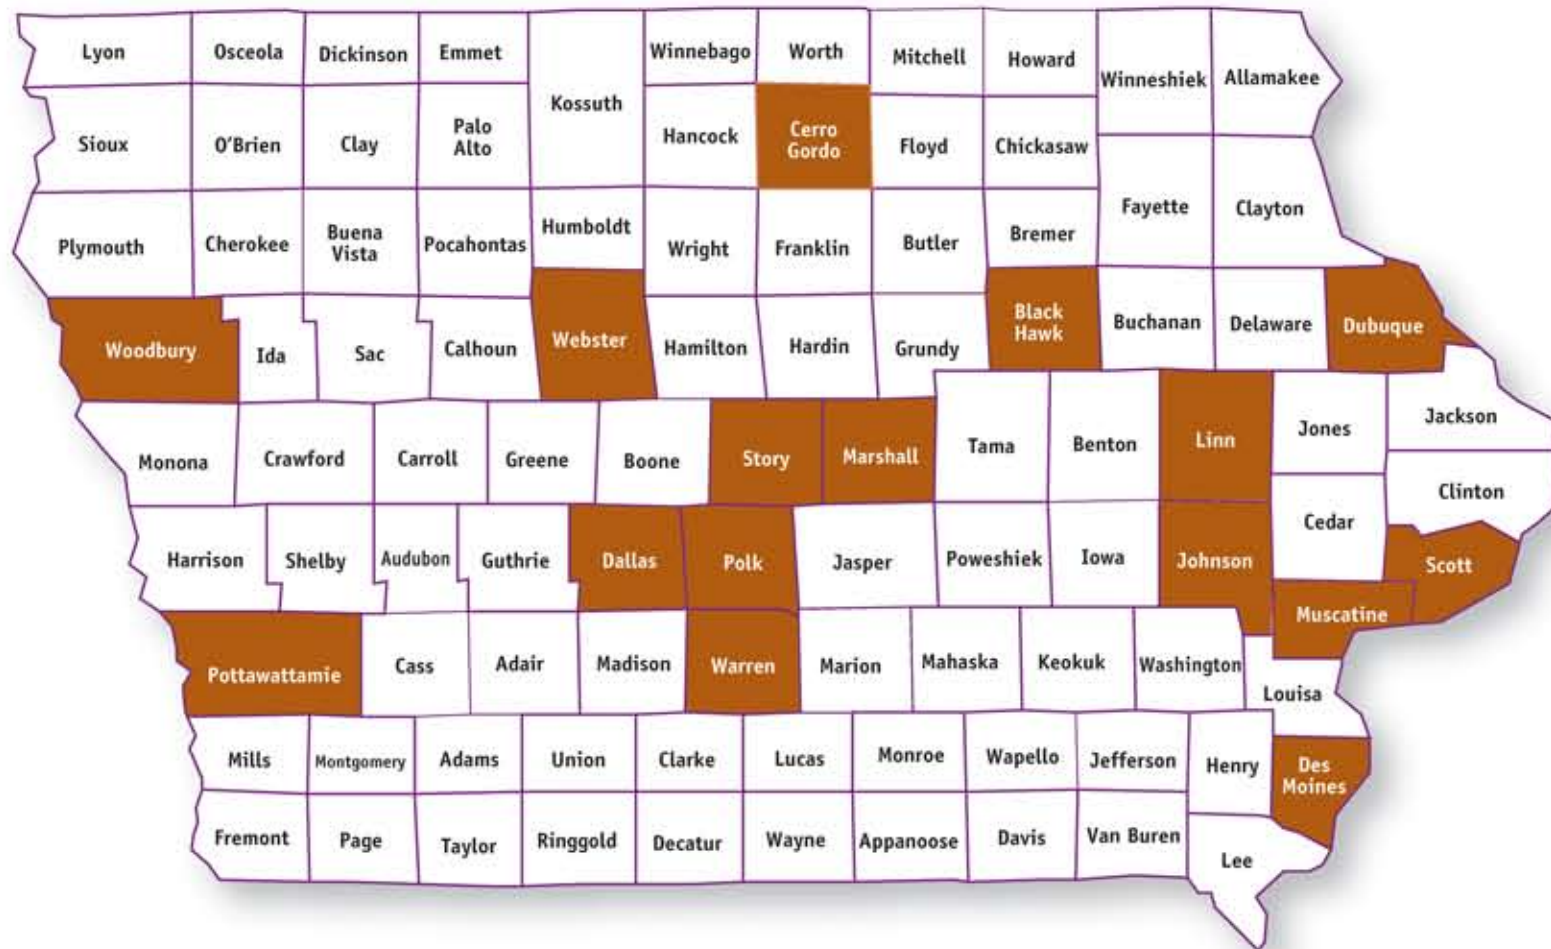 Lyon
Osceola
Dickinson
Emmet
Kossuth
Winnebago
Worth
Mitchell
Howard
Winneshiek
Allamakee
Sioux
O'Brien
Clay
Palo
Alto
Hancock
Cerro
Gordo
Floyd
Chickasaw
Plymouth
Cherokee
Buena
Vista
Pocahontas
Humboldt
Wright
Franklin
Butler
Bremer
Fayette
Clayton
Woodbury
Ida
Sac
Calhoun
Webster
Hamilton
Hardin
Grundy
Black
Hawk
Buchanan
Delaware
Dubuque
Monona
Crawford
Carroll
Greene
Boone
Story
Marshall
Tama
Benton
Linn
Jones
Jackson
Clinton
Harrison
Shelby
Audubon
Guthrie
Dallas
Polk
Jasper
Poweshiek
Iowa
Johnson
Cedar
Scott
Muscatine
Pottawattamie
Cass
Adair
Madison
Warren
Marion
Mahaska
Keokuk
Washington
Louisa
Mills
Montgomery
Adams
Union
Clarke
Lucas
Monroe
Wapello
Jefferson
Henry
Des
Moines
Fremont
Page
Taylor
Ringgold
Decatur
Wayne
Appanoose
Davis
Van Buren
Lee